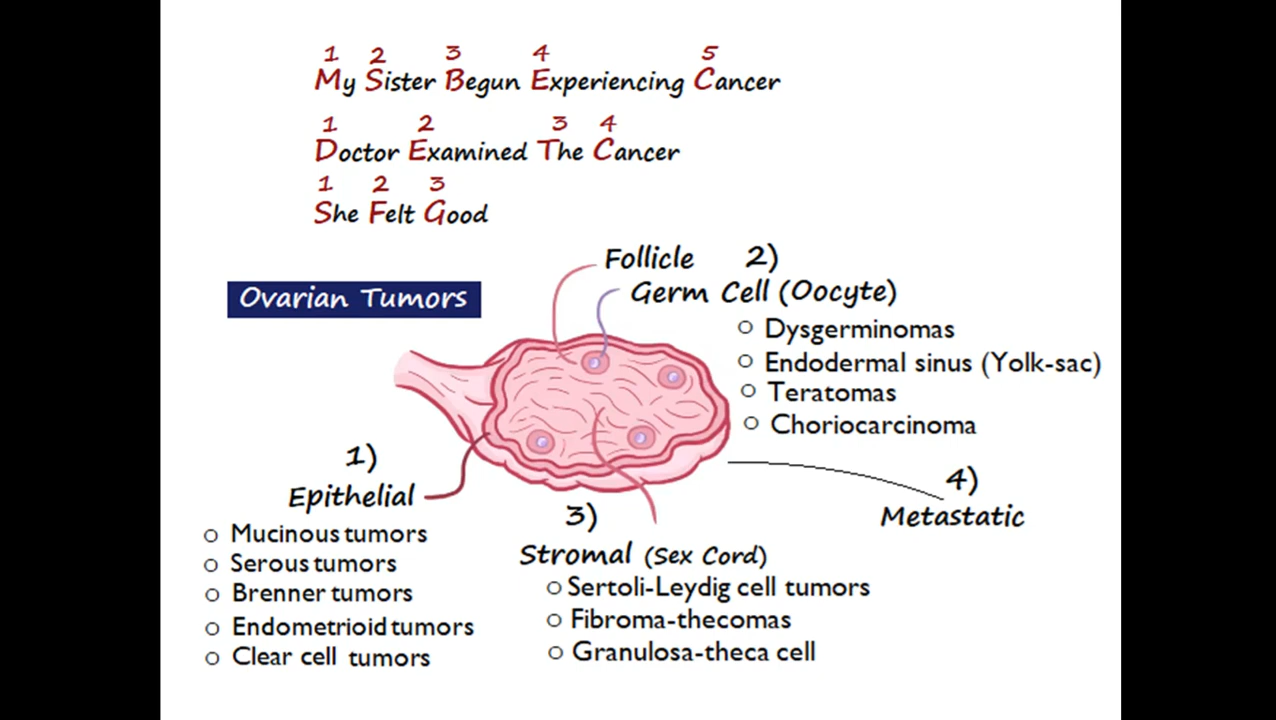 1 2 3 4 5
My Sister Begun Experiencing Cancer
1 2 3 4
Doctor Examined The Cancer
1 2 3
She Felt Good
Ovarian Tumors
Follicle
2)
Germ Cell (Oocyte)
Dysgerminomas
Endodermal sinus (Yolk-sac)
Teratomas
Choriocarcinoma
1)
Epithelial
Mucinous tumors
Serous tumors
Brenner tumors
Endometrioid tumors
Clear cell tumors
3)
Stromal (Sex Cord)
Sertoli-Leydig cell tumors
Fibroma-thecomas
Granulosa-theca cell
4)
Metastatic